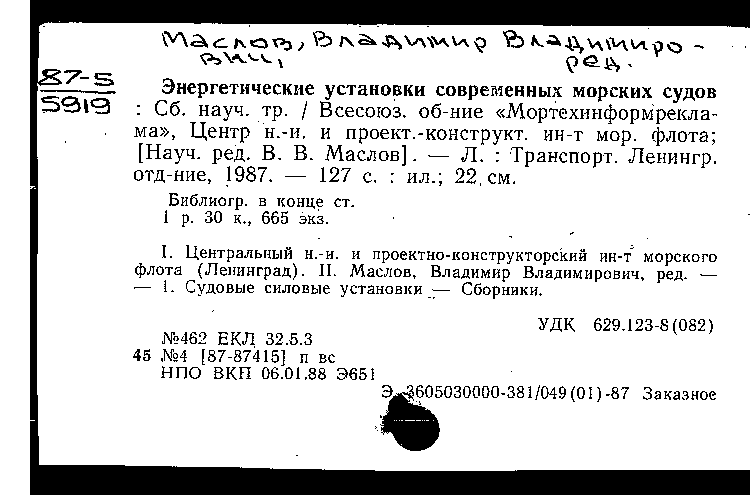 Маслов, Владимир Владимиро-
вич, ред.
87-5
5919
Энергетические установки современных морских судов
: Сб. науч. тр. / Всесоюз. об-ние «Мортехинформрекла-
ма», Центр н.-и. и проект.-конструкт. ин-т мор. флота;
[Науч. ред. В. В. Маслов]. — Л. : Транспорт. Ленингр.
отд-ние, 1987. — 127 с. : ил.; 22 см.
Библиогр. в конце ст.
1 р. 30 к., 665 экз.
I. Центральный н.-и. и проектно-конструкторский ин-т морского
флота (Ленинград). II. Маслов, Владимир Владимирович, ред. —
— 1. Судовые силовые установки — Сборники.
УДК 629.123-8(082)
№462 ЕКЛ 32.5.3
45 №4 [87-87415] п вс
НПО ВКП 06.01.88 Э651
Э 3605030000-381/049(01)-87 Заказное